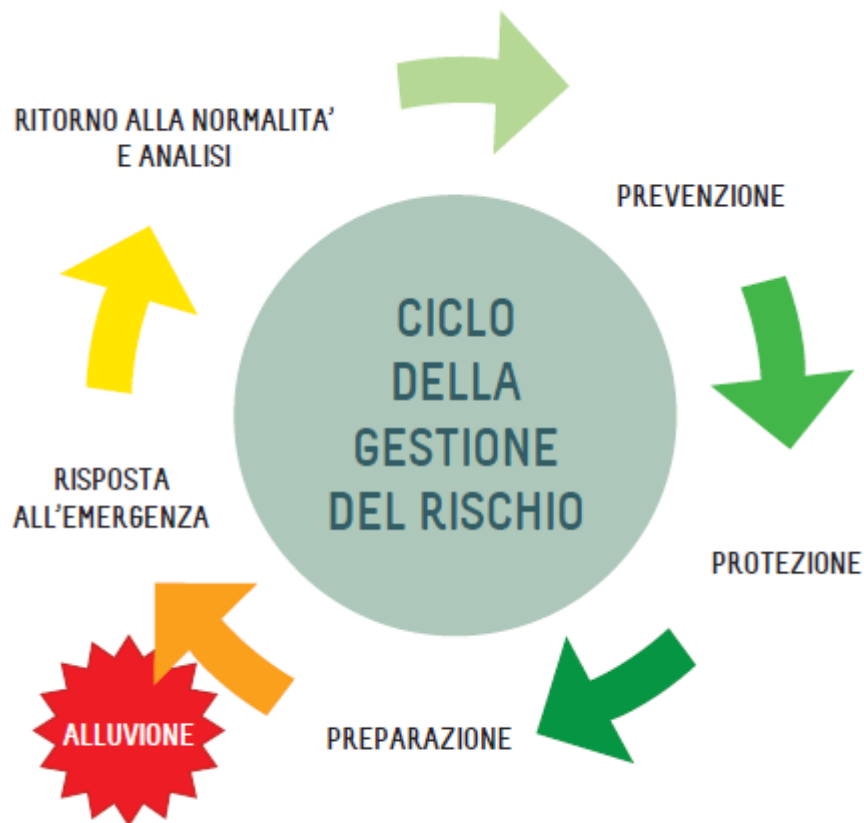 RITORNO ALLA NORMALITA'
E ANALISI
PREVENZIONE
CICLO
DELLA
GESTIONE
DEL RISCHIO
RISPOSTA
ALL'EMERGENZA
PROTEZIONE
ALLUVIONE
PREPARAZIONE